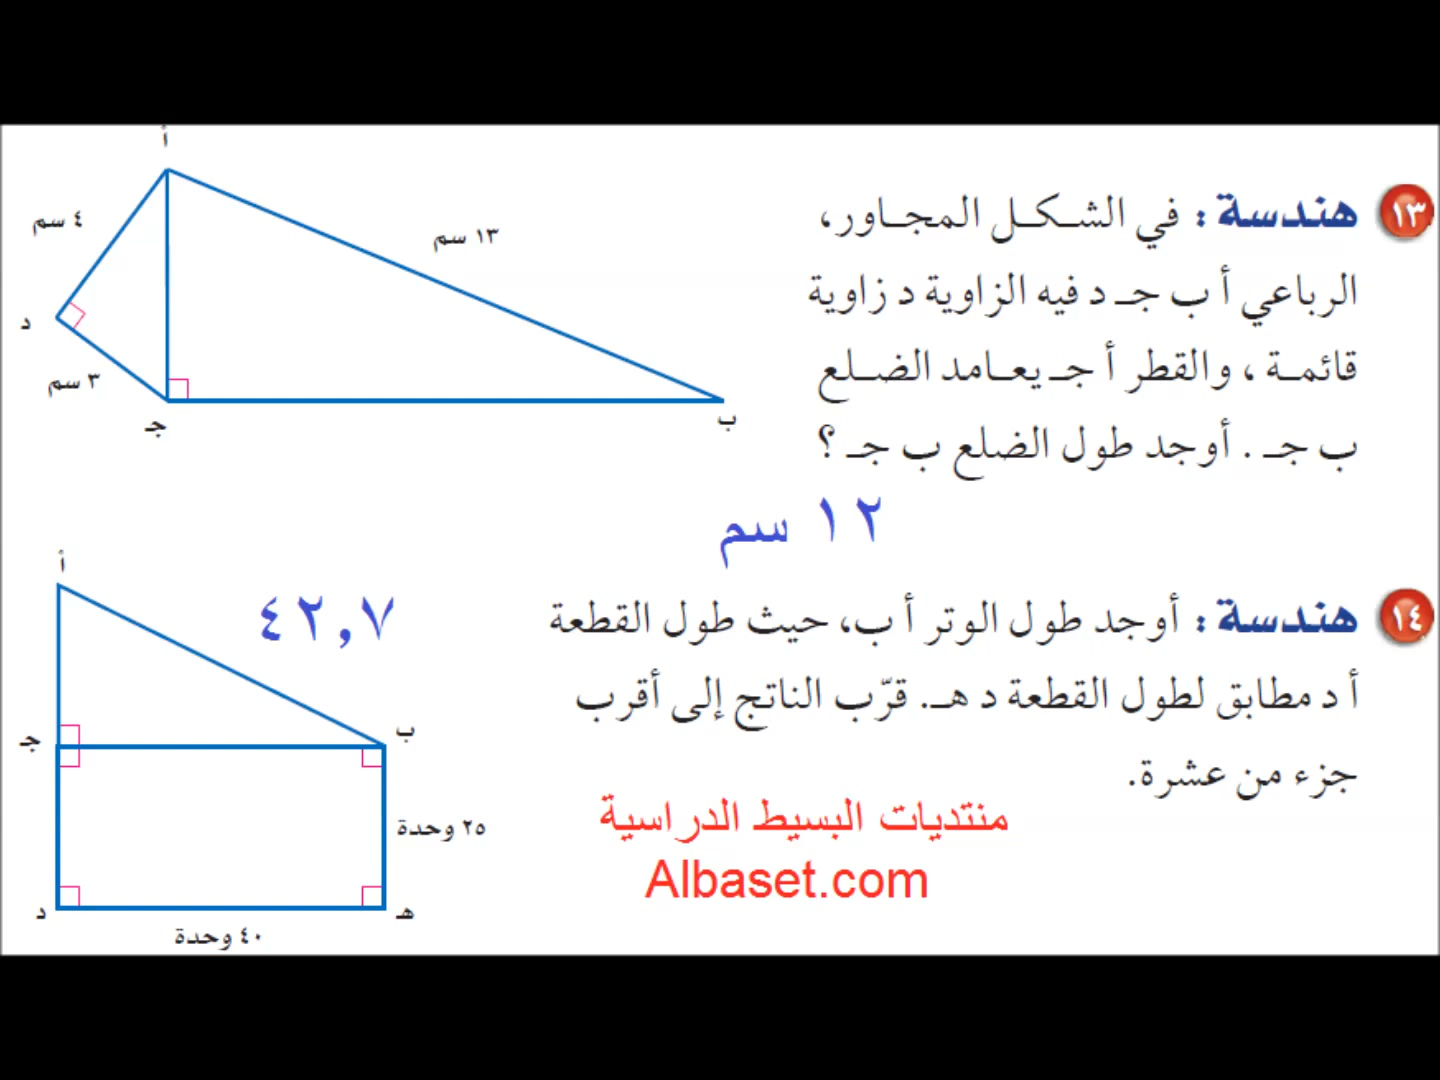 ١٣ هندسة : في الشكل المجاور،
الرباعي أ ب جـ د فيه الزاوية د زاوية
قائمة ، والقطر أ جـ يعامد الضلع
ب جـ . أوجد طول الضلع ب جـ ؟
١٢ سم
أ
٤ سم
١٣ سم
د
٣ سم
جـ
ب
١٤ هندسة : أوجد طول الوتر أ ب، حيث طول القطعة
أ د مطابق لطول القطعة د هـ. قرّب الناتج إلى أقرب
جزء من عشرة.
أ
٤٢,٧
جـ
ب
٢٥ وحدة
د
هـ
٤٠ وحدة
منتديات البسيط الدراسية
Albaset.com